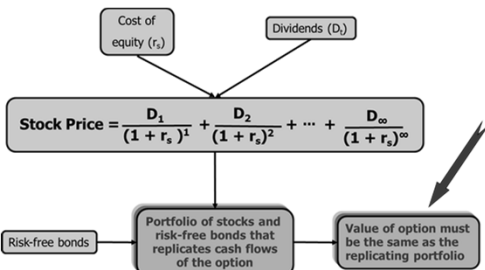 Cost of
equity (rs)
Dividends (Dt)
Stock Price = D1 / (1 + rs )1 + D2 / (1 + rs)2 + ... + D∞ / (1 + rs)∞
Risk-free bonds
Portfolio of stocks and
risk-free bonds that
replicates cash flows
of the option
Value of option must
be the same as the
replicating portfolio